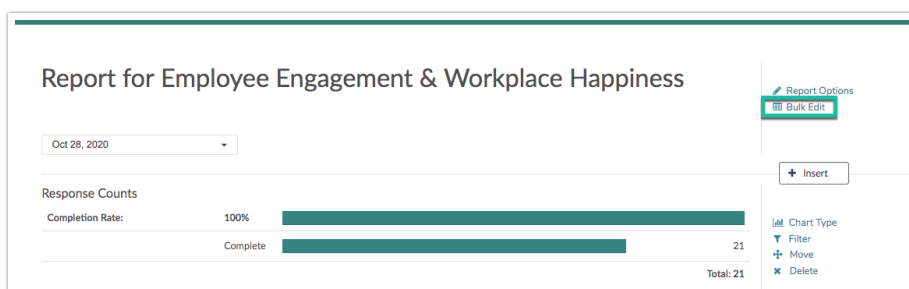 Report for Employee Engagement & Workplace Happiness
Report Options
Bulk Edit
Oct 28, 2020
Insert
Response Counts
Completion Rate: 100%
Complete 21
Total: 21
Chart Type
Filter
Move
Delete